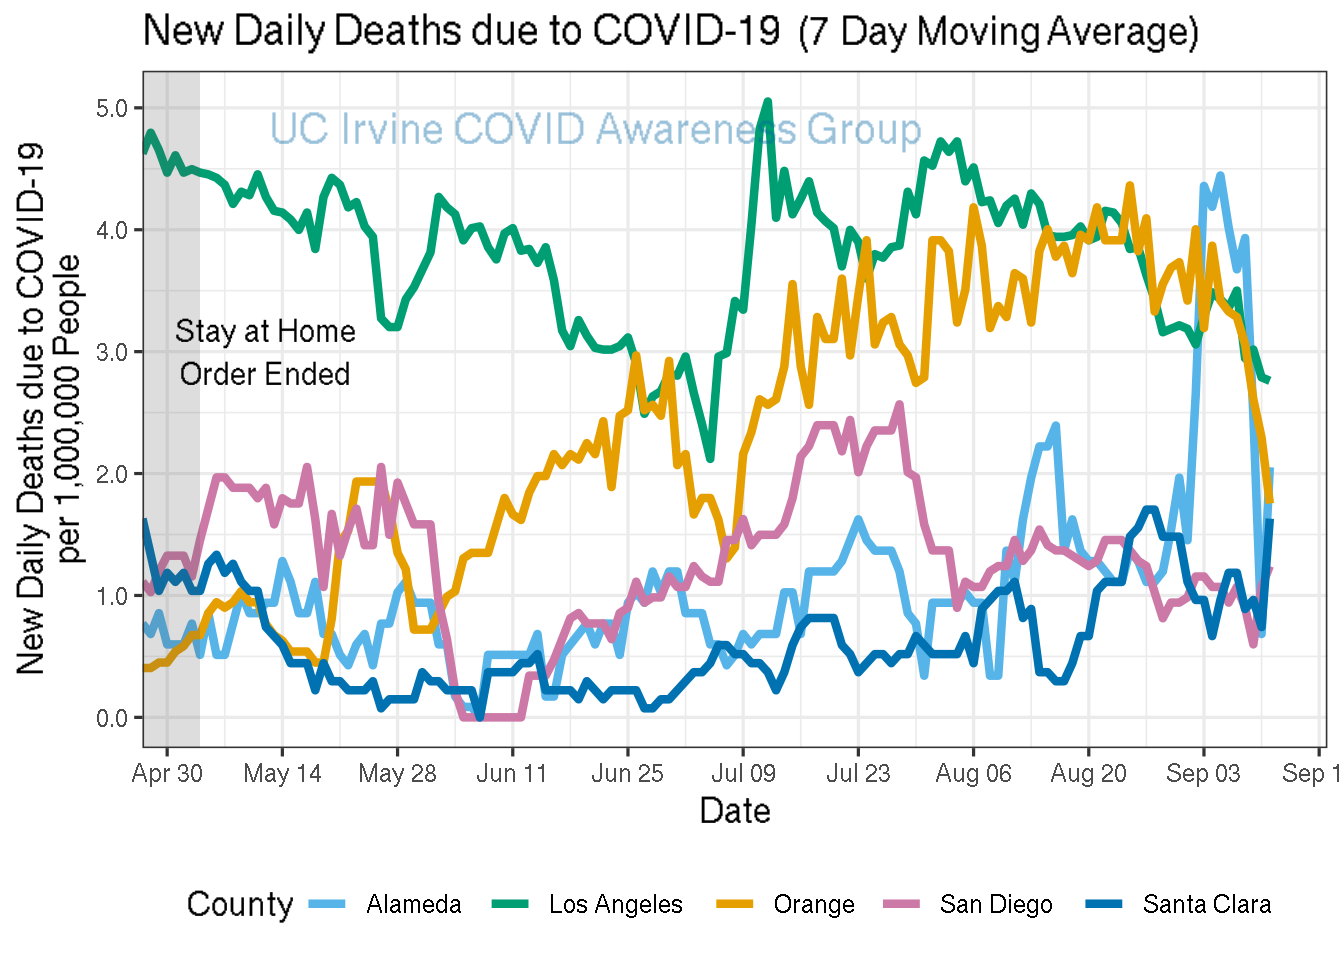 New Daily Deaths due to COVID-19 (7 Day Moving Average)
New Daily Deaths due to COVID-19
per 1,000,000 People
5.0
4.0
3.0
2.0
1.0
0.0
UC Irvine COVID Awareness Group
Stay at Home
Order Ended
Apr 30 May 14 May 28 Jun 11 Jun 25 Jul 09 Jul 23 Aug 06 Aug 20 Sep 03 Sep 1
Date
County Alameda Los Angeles Orange San Diego Santa Clara